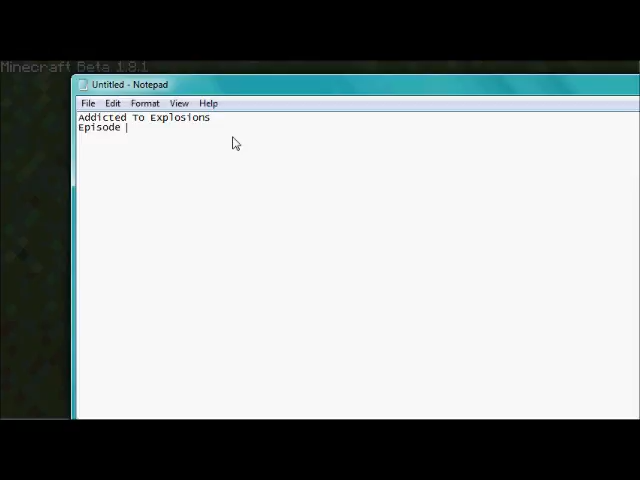 Minecraft Beta 1.8.1
Untitled - Notepad
File Edit Format View Help
Addicted To Explosions
Episode